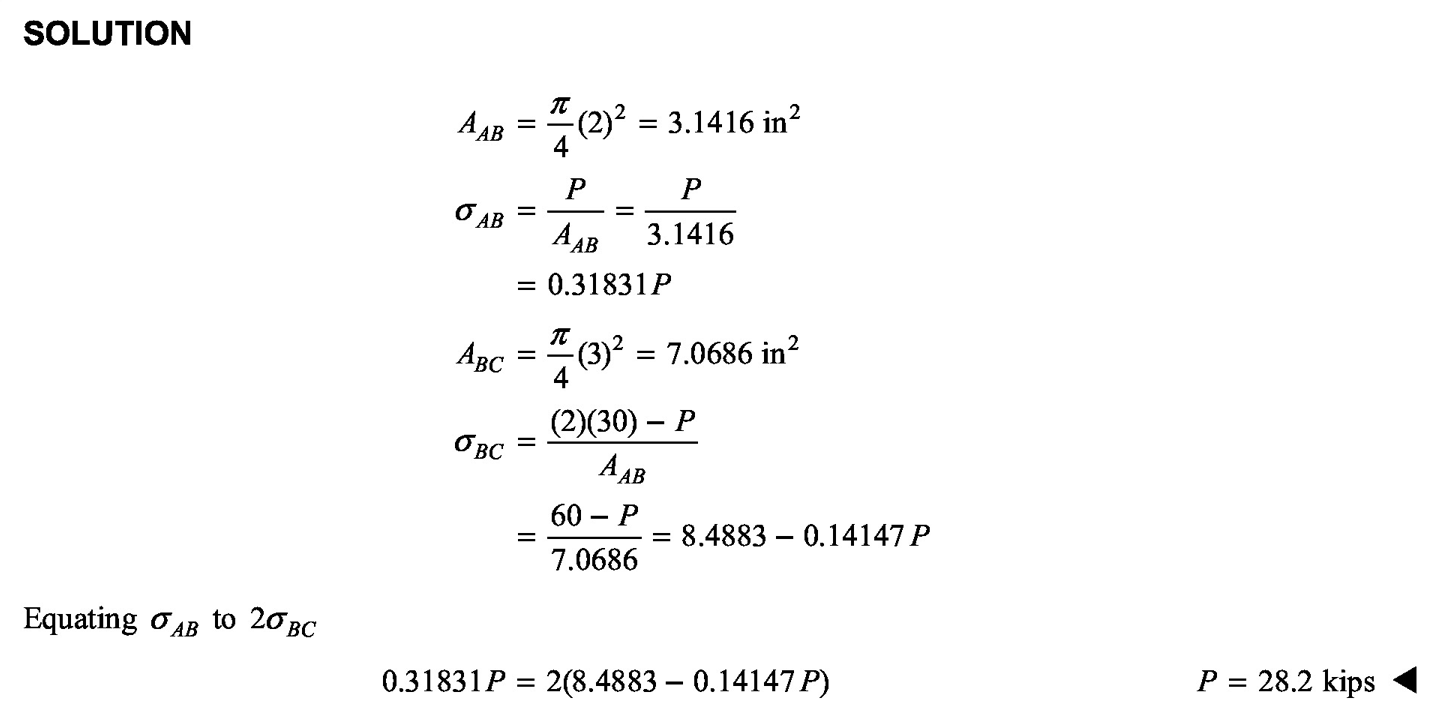 SOLUTION
A_AB = π/4 (2)² = 3.1416 in²
σ_AB = P/A_AB = P/3.1416
= 0.31831P
A_BC = π/4 (3)² = 7.0686 in²
σ_BC = ((2)(30) − P)/A_AB
= (60 − P)/7.0686 = 8.4883 − 0.14147P
Equating σ_AB to 2σ_BC
0.31831P = 2(8.4883 − 0.14147P) P = 28.2 kips ◄